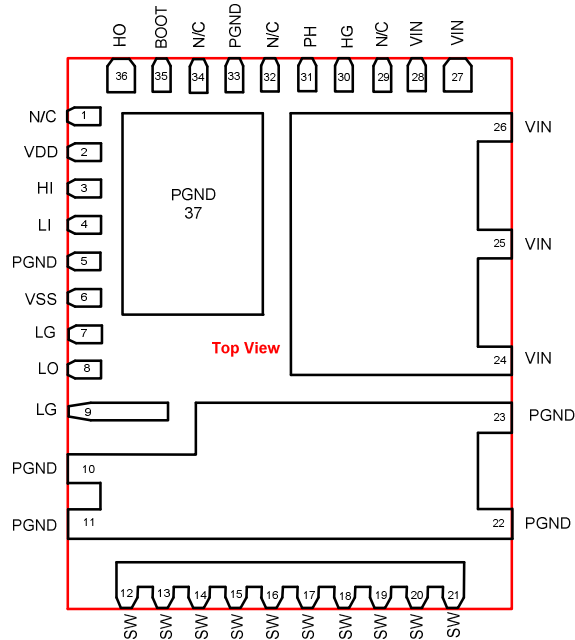 HO BOOT N/C PGND N/C PH HG N/C VIN VIN
36 35 34 33 32 31 30 29 28 27
N/C 1
VDD 2
HI 3
LI 4
PGND 5
VSS 6
LG 7
LO 8
LG 9
PGND 10
PGND 11
PGND
37
Top View
26 VIN
25 VIN
24 VIN
23 PGND
22 PGND
12 13 14 15 16 17 18 19 20 21
SW SW SW SW SW SW SW SW SW SW